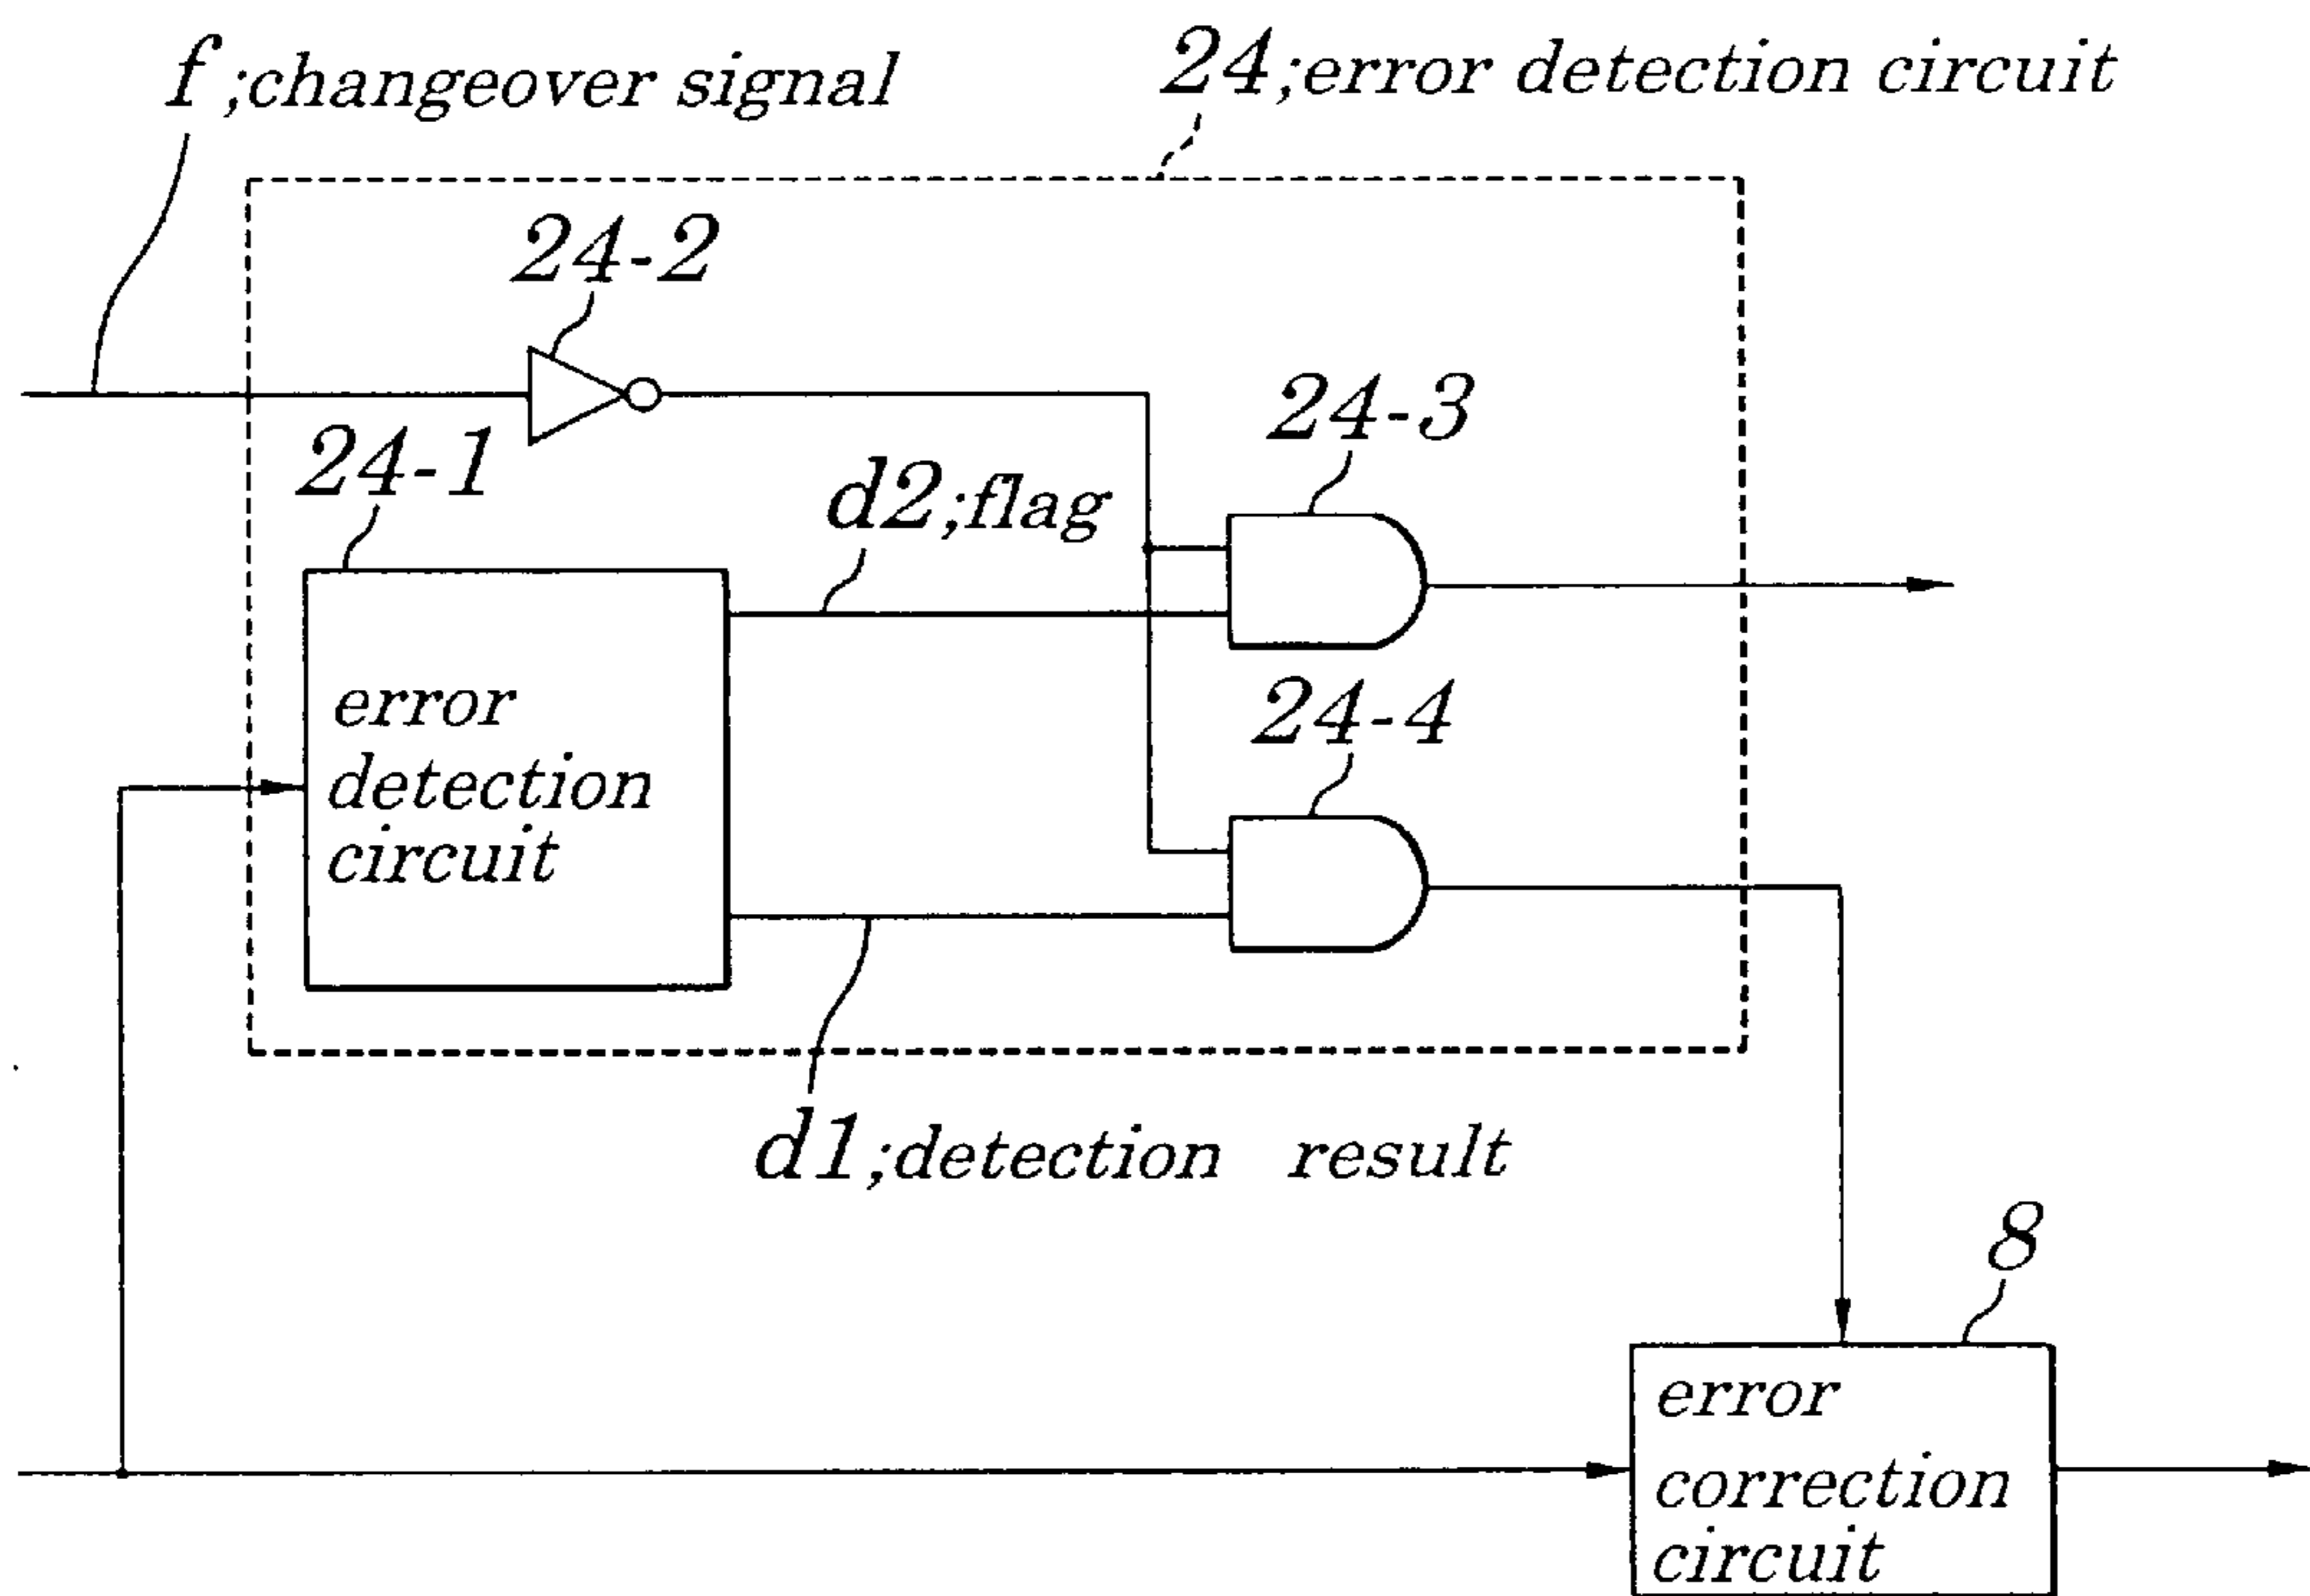 f ;changeover signal
24;error detection circuit
24-2
24-1
24-3
d2;flag
24-4
error
detection
circuit
d1;detection result
8
error
correction
circuit